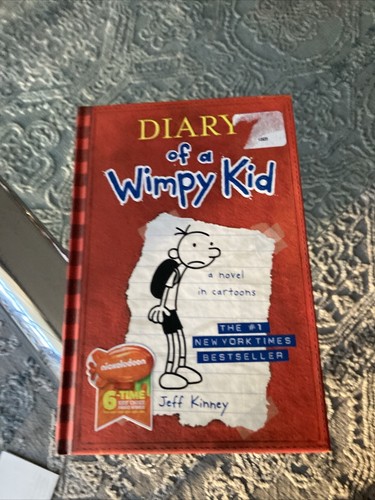 DIARY
of a
Wimpy Kid
a novel
in cartoons
THE #1
NEW YORK TIMES
BESTSELLER
nickelodeon
6-TIME
Jeff Kinney